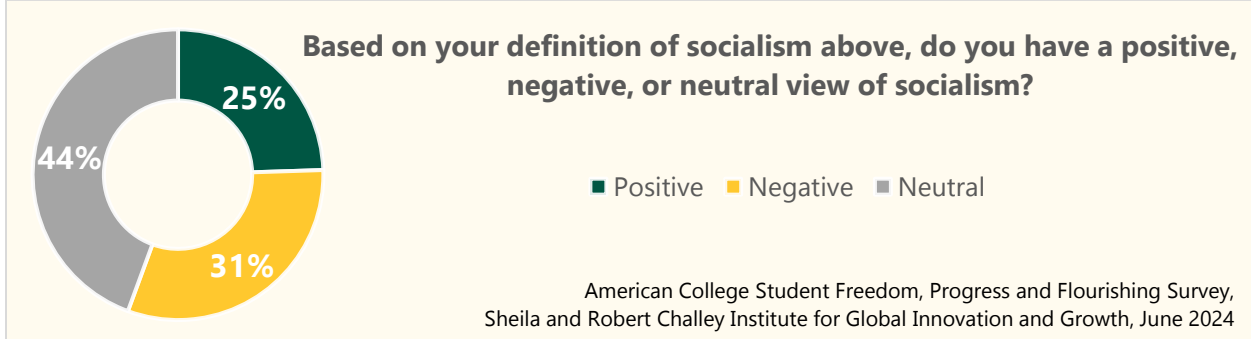 Based on your definition of socialism above, do you have a positive,
negative, or neutral view of socialism?
25%
44%
31%
Positive Negative Neutral
American College Student Freedom, Progress and Flourishing Survey,
Sheila and Robert Challey Institute for Global Innovation and Growth, June 2024